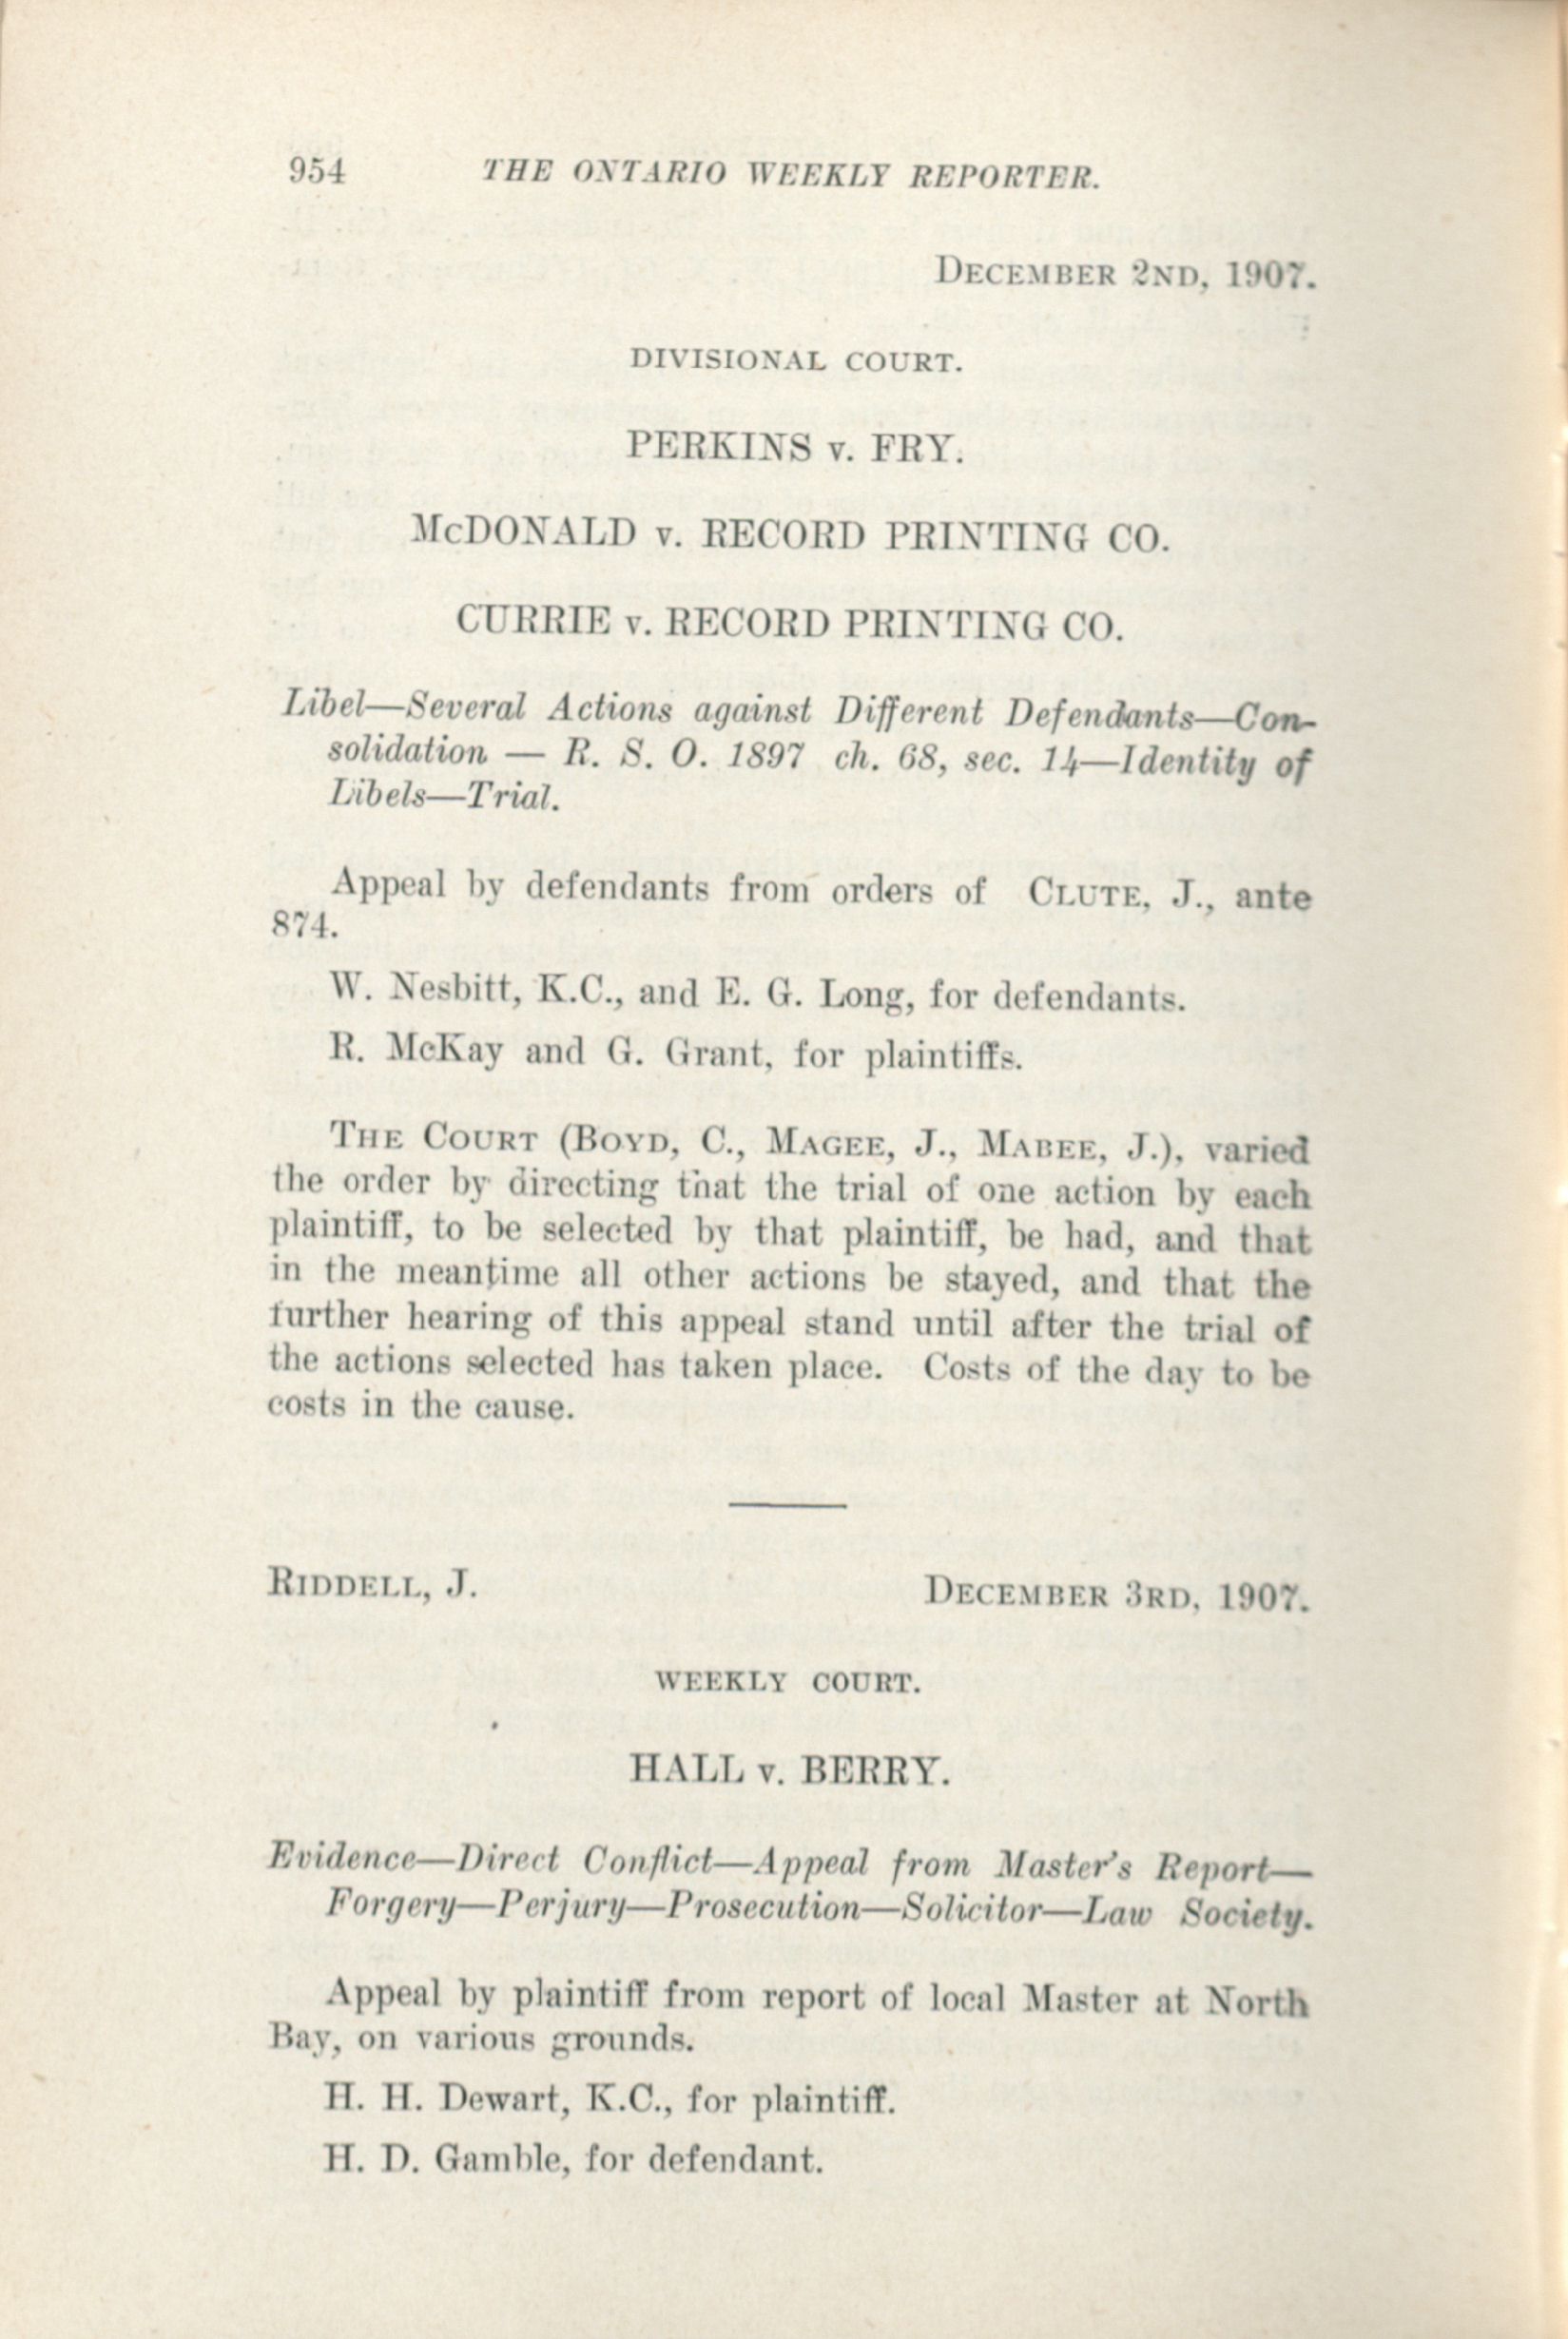 954 THE ONTARIO WEEKLY REPORTER.
DECEMBER 2ND, 1907.
DIVISIONAL COURT.
PERKINS v. FRY.
McDONALD v. RECORD PRINTING CO.
CURRIE v. RECORD PRINTING CO.
Libel—Several Actions against Different Defendants—Con-
solidation — R. S. O. 1897 ch. 68, sec. 14—Identity of
Libels—Trial.
Appeal by defendants from orders of CLUTE, J., ante
874.
W. Nesbitt, K.C., and E. G. Long, for defendants.
R. McKay and G. Grant, for plaintiffs.
THE COURT (BOYD, C., MAGEE, J., MABEE, J.), varied
the order by directing that the trial of one action by each
plaintiff, to be selected by that plaintiff, be had, and that
in the meantime all other actions be stayed, and that the
further hearing of this appeal stand until after the trial of
the actions selected has taken place. Costs of the day to be
costs in the cause.
RIDDELL, J. DECEMBER 3RD, 1907.
WEEKLY COURT.
HALL v. BERRY.
Evidence—Direct Conflict—Appeal from Master's Report—
Forgery—Perjury—Prosecution—Solicitor—Law Society.
Appeal by plaintiff from report of local Master at North
Bay, on various grounds.
H. H. Dewart, K.C., for plaintiff.
H. D. Gamble, for defendant.